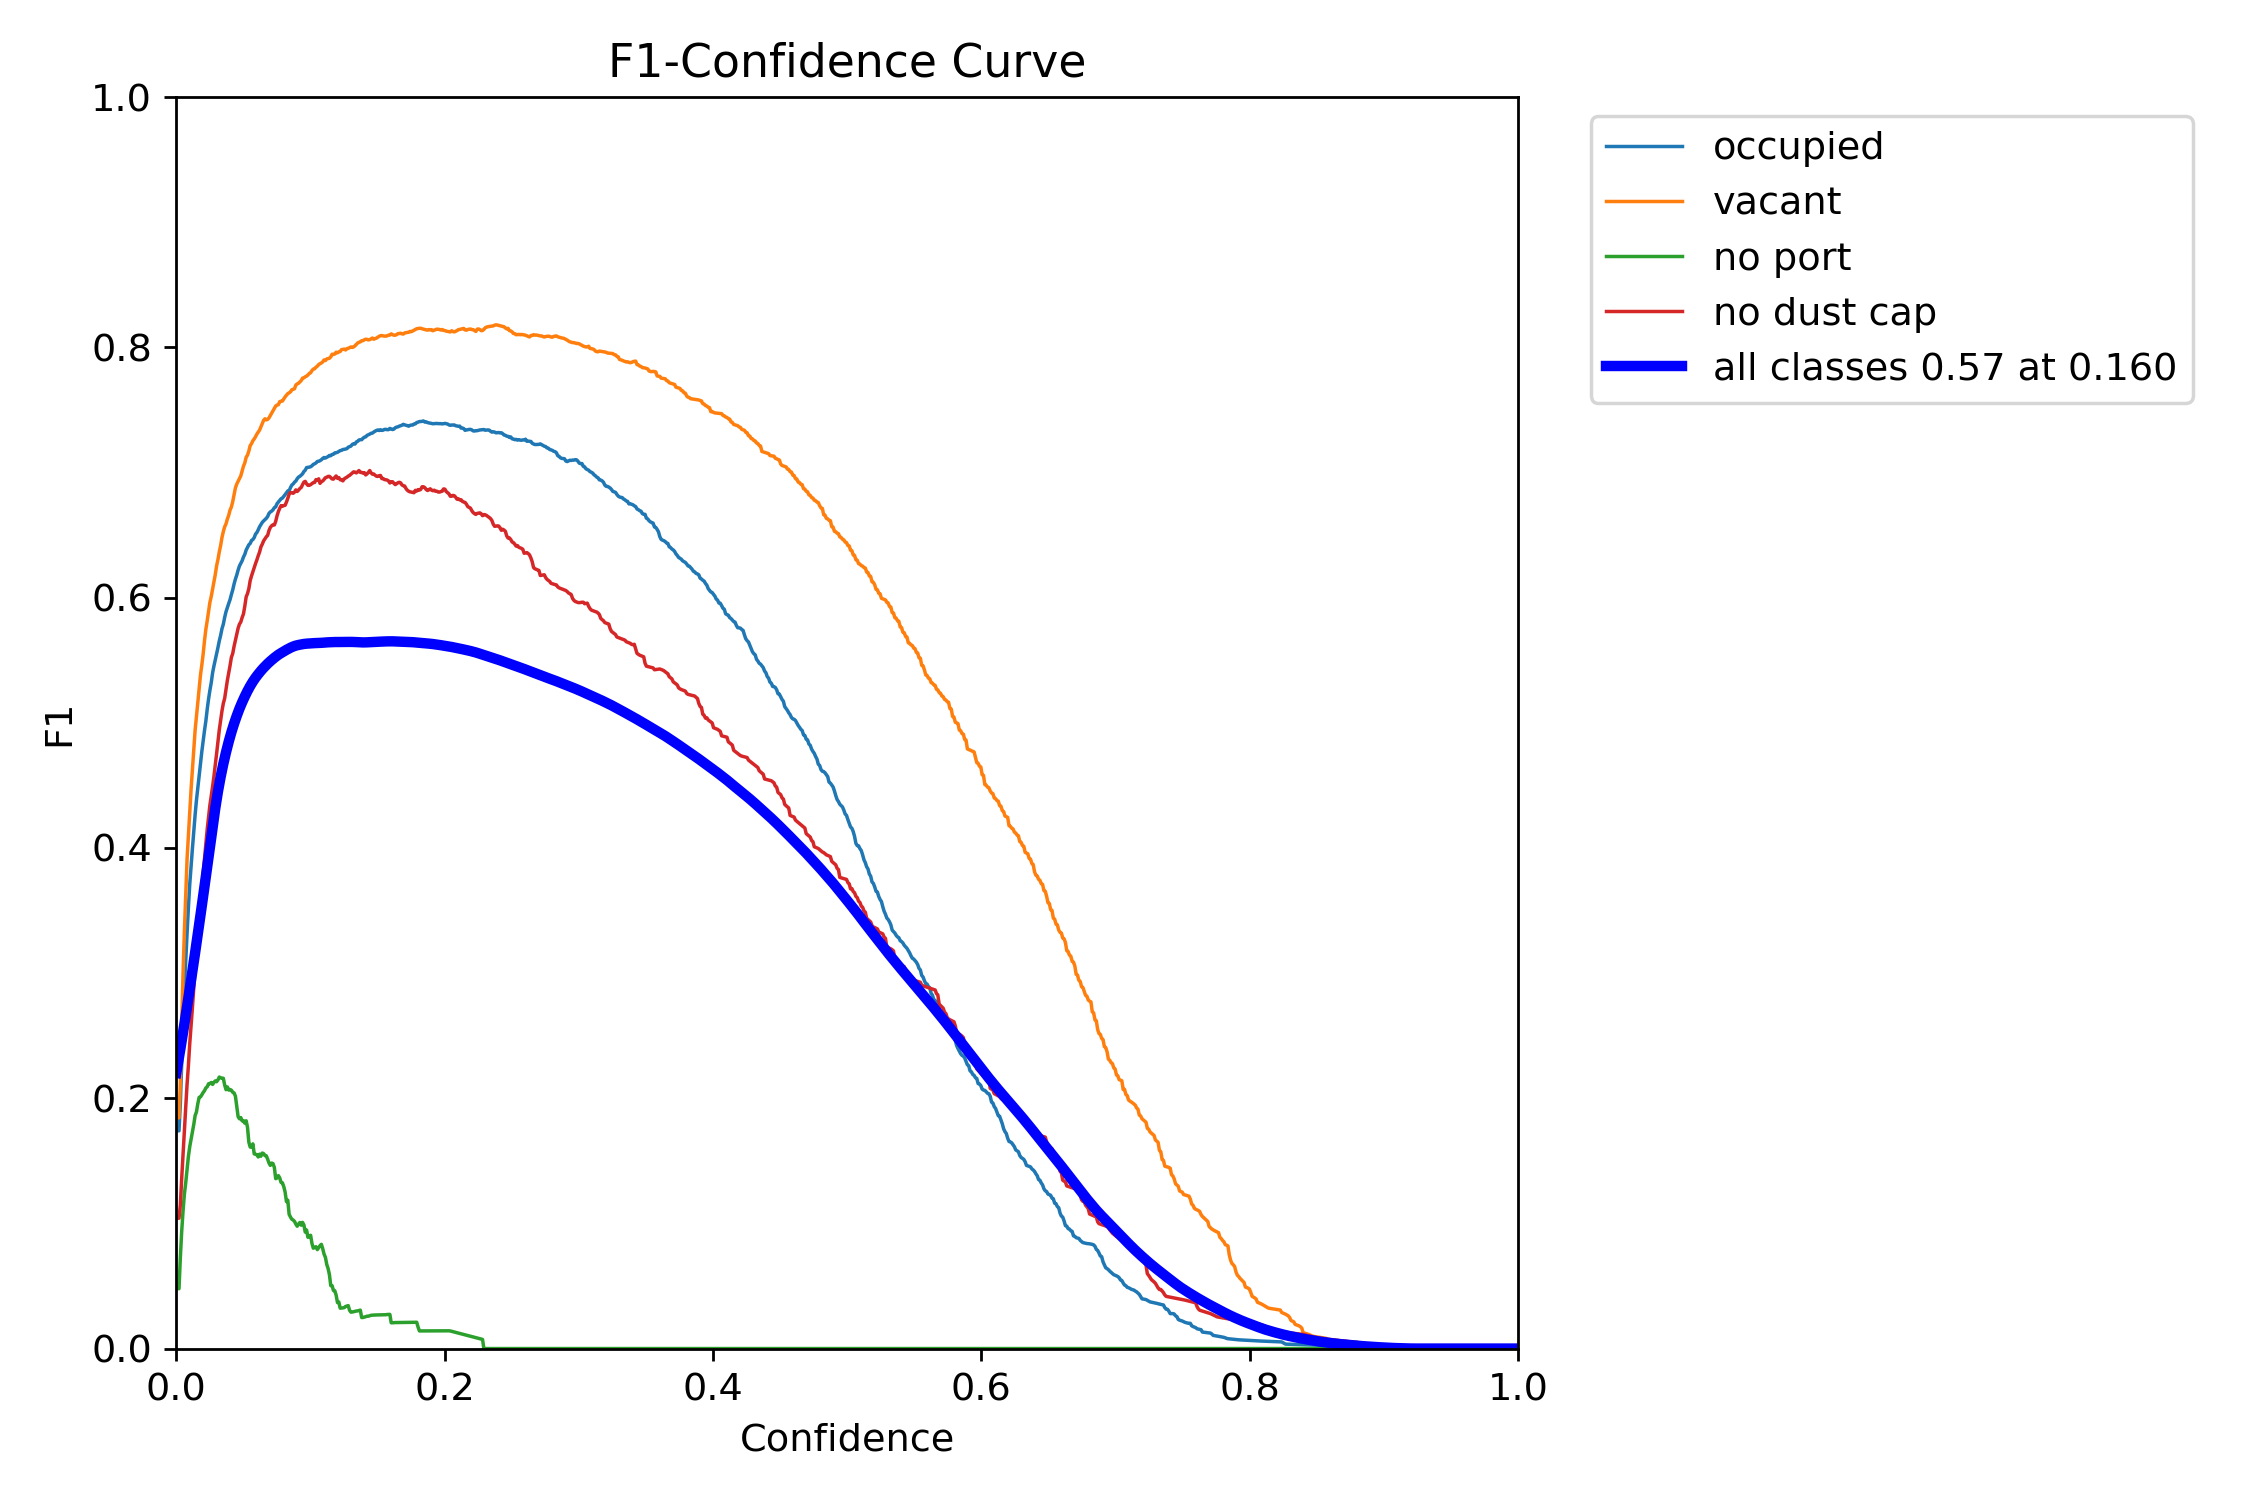 F1-Confidence Curve
1.0
0.8
0.6
0.4
0.2
0.0
F1
0.0 0.2 0.4 0.6 0.8 1.0
Confidence
occupied
vacant
no port
no dust cap
all classes 0.57 at 0.160